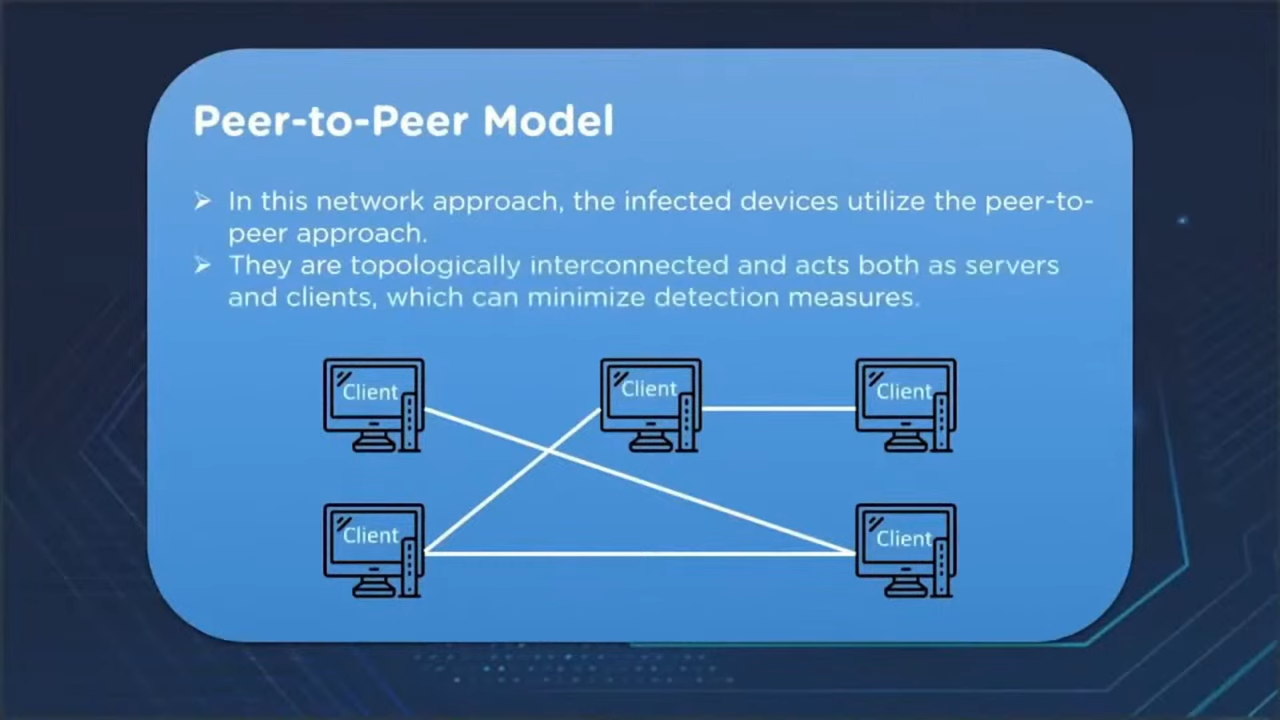 Peer-to-Peer Model
➢ In this network approach, the infected devices utilize the peer-to-
peer approach.
➢ They are topologically interconnected and acts both as servers
and clients, which can minimize detection measures.
Client
Client
Client
Client
Client